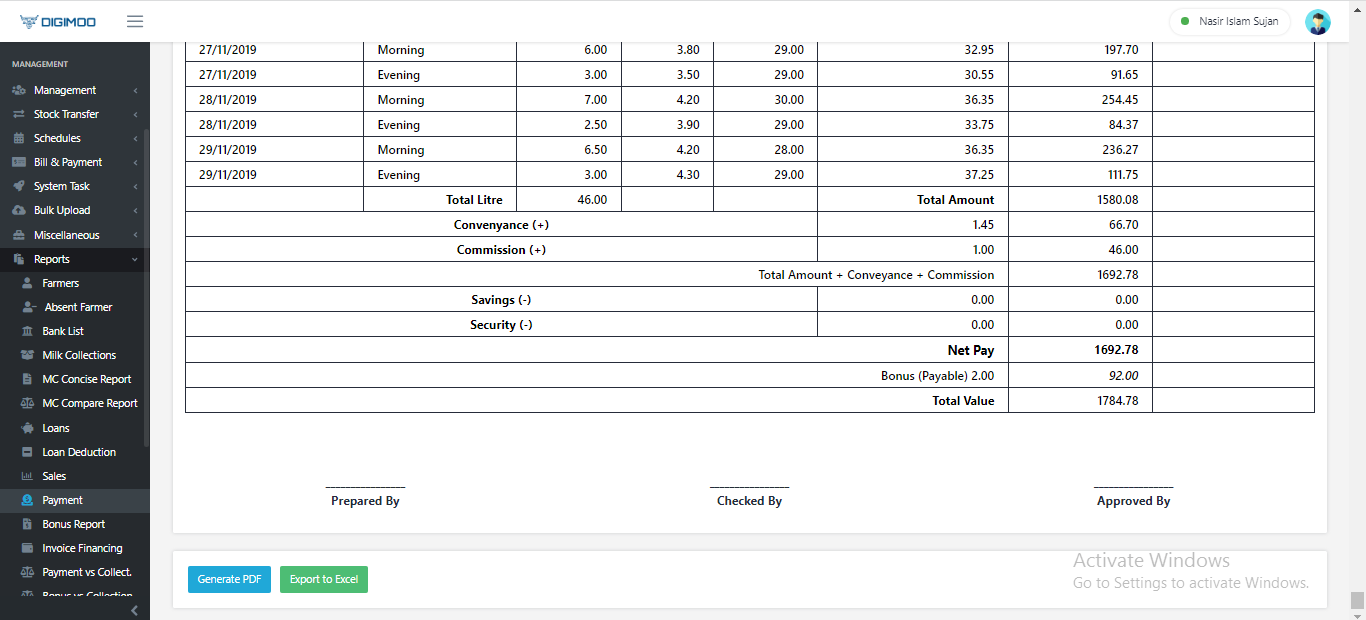 DIGIMOO
Nasir Islam Sujan
MANAGEMENT
Management
Stock Transfer
Schedules
Bill & Payment
System Task
Bulk Upload
Miscellaneous
Reports
Farmers
Absent Farmer
Bank List
Milk Collections
MC Concise Report
MC Compare Report
Loans
Loan Deduction
Sales
Payment
Bonus Report
Invoice Financing
Payment vs Collect.
Bonus vs Collection
27/11/2019 Morning 6.00 3.80 29.00 32.95 197.70
27/11/2019 Evening 3.00 3.50 29.00 30.55 91.65
28/11/2019 Morning 7.00 4.20 30.00 36.35 254.45
28/11/2019 Evening 2.50 3.90 29.00 33.75 84.37
29/11/2019 Morning 6.50 4.20 28.00 36.35 236.27
29/11/2019 Evening 3.00 4.30 29.00 37.25 111.75
Total Litre 46.00 Total Amount 1580.08
Convenyance (+) 1.45 66.70
Commission (+) 1.00 46.00
Total Amount + Conveyance + Commission 1692.78
Savings (-) 0.00 0.00
Security (-) 0.00 0.00
Net Pay 1692.78
Bonus (Payable) 2.00 92.00
Total Value 1784.78
Prepared By Checked By Approved By
Generate PDF Export to Excel
Activate Windows
Go to Settings to activate Windows.